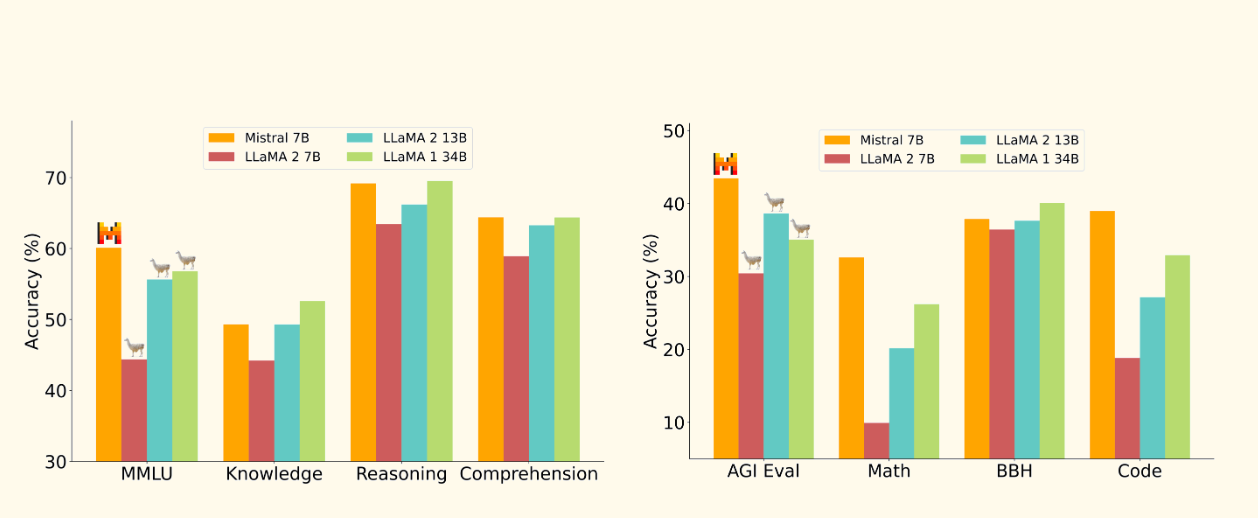 Mistral 7B LLaMA 2 13B
LLaMA 2 7B LLaMA 1 34B
Accuracy (%)
70
60
50
40
30
MMLU Knowledge Reasoning Comprehension
Mistral 7B LLaMA 2 13B
LLaMA 2 7B LLaMA 1 34B
Accuracy (%)
50
40
30
20
10
AGI Eval Math BBH Code